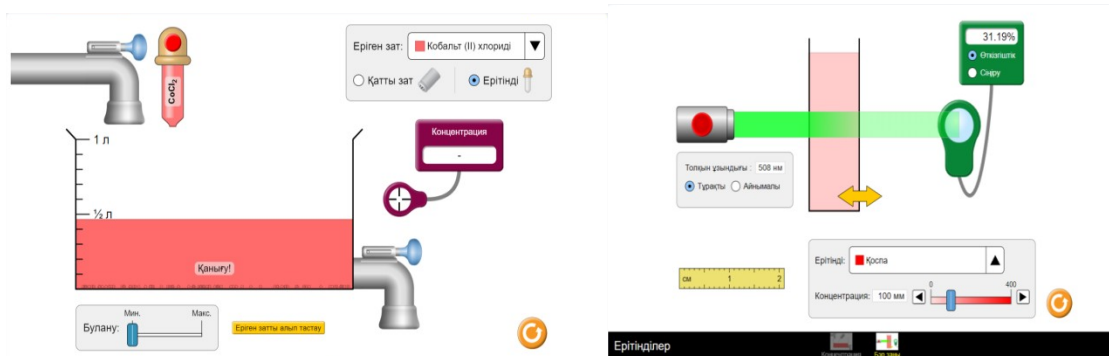 Еріген зат: Кобальт (II) хлориді
Қатты зат
Ерітінді
CoCl₂
Концентрация
-
1 л
½ л
Қанығу!
Булану:
Мин.
Макс.
Еріген затты алып тастау
31.19%
Өткізгіштік
Сіңіру
Толқын ұзындығы : 508 нм
Тұрақты
Айнымалы
см 1 2
Ерітінді: Қоспа
0 400
Концентрация: 100 мм
Ерітінділер
Концентрация